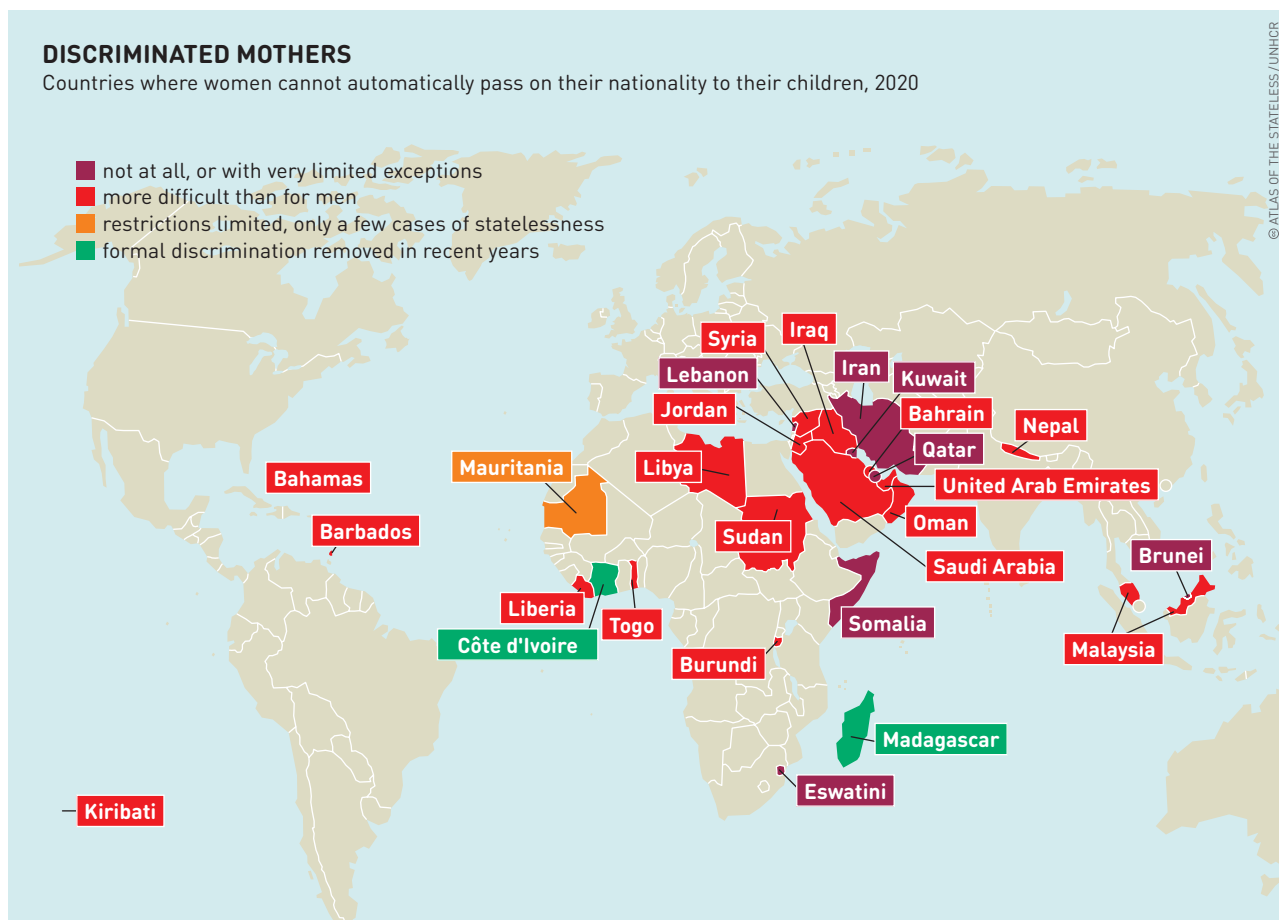 DISCRIMINATED MOTHERS
Countries where women cannot automatically pass on their nationality to their children, 2020
© ATLAS OF THE STATELESS / UNHCR
not at all, or with very limited exceptions
more difficult than for men
restrictions limited, only a few cases of statelessness
formal discrimination removed in recent years
Syria
Iraq
Lebanon
Iran
Kuwait
Jordan
Bahrain
Nepal
Qatar
Mauritania
Libya
Bahamas
United Arab Emirates
Barbados
Sudan
Oman
Brunei
Saudi Arabia
Liberia
Togo
Somalia
Côte d'Ivoire
Malaysia
Burundi
Madagascar
Eswatini
Kiribati